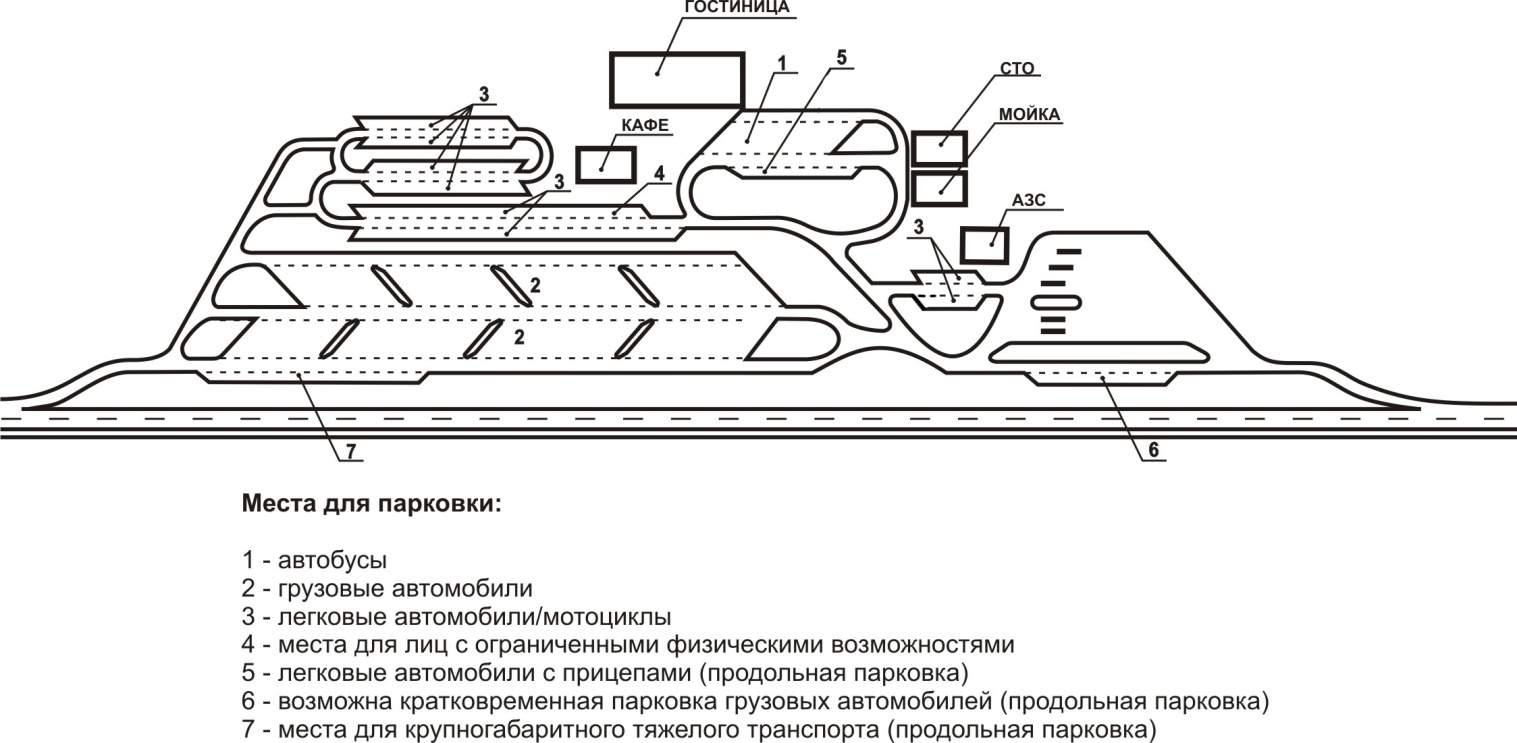 ГОСТИНИЦА
1
5
СТО
3
МОЙКА
КАФЕ
3
4
АЗС
3
2
2
7
6
Места для парковки:
1 - автобусы
2 - грузовые автомобили
3 - легковые автомобили/мотоциклы
4 - места для лиц с ограниченными физическими возможностями
5 - легковые автомобили с прицепами (продольная парковка)
6 - возможна кратковременная парковка грузовых автомобилей (продольная парковка)
7 - места для крупногабаритного тяжелого транспорта (продольная парковка)